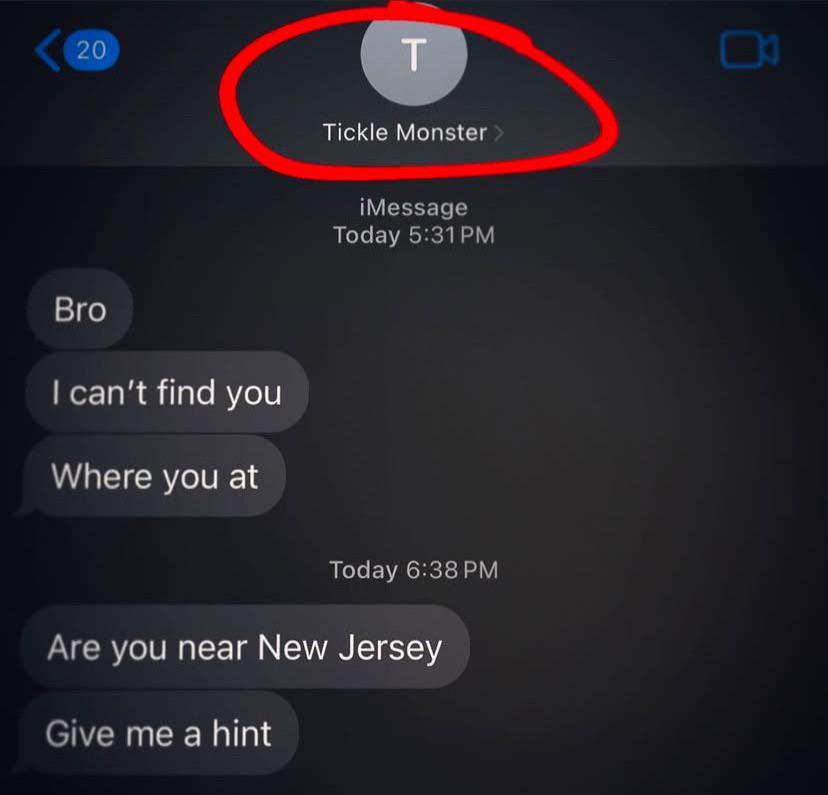 20
T
Tickle Monster
iMessage
Today 5:31 PM
Bro
I can't find you
Where you at
Today 6:38 PM
Are you near New Jersey
Give me a hint